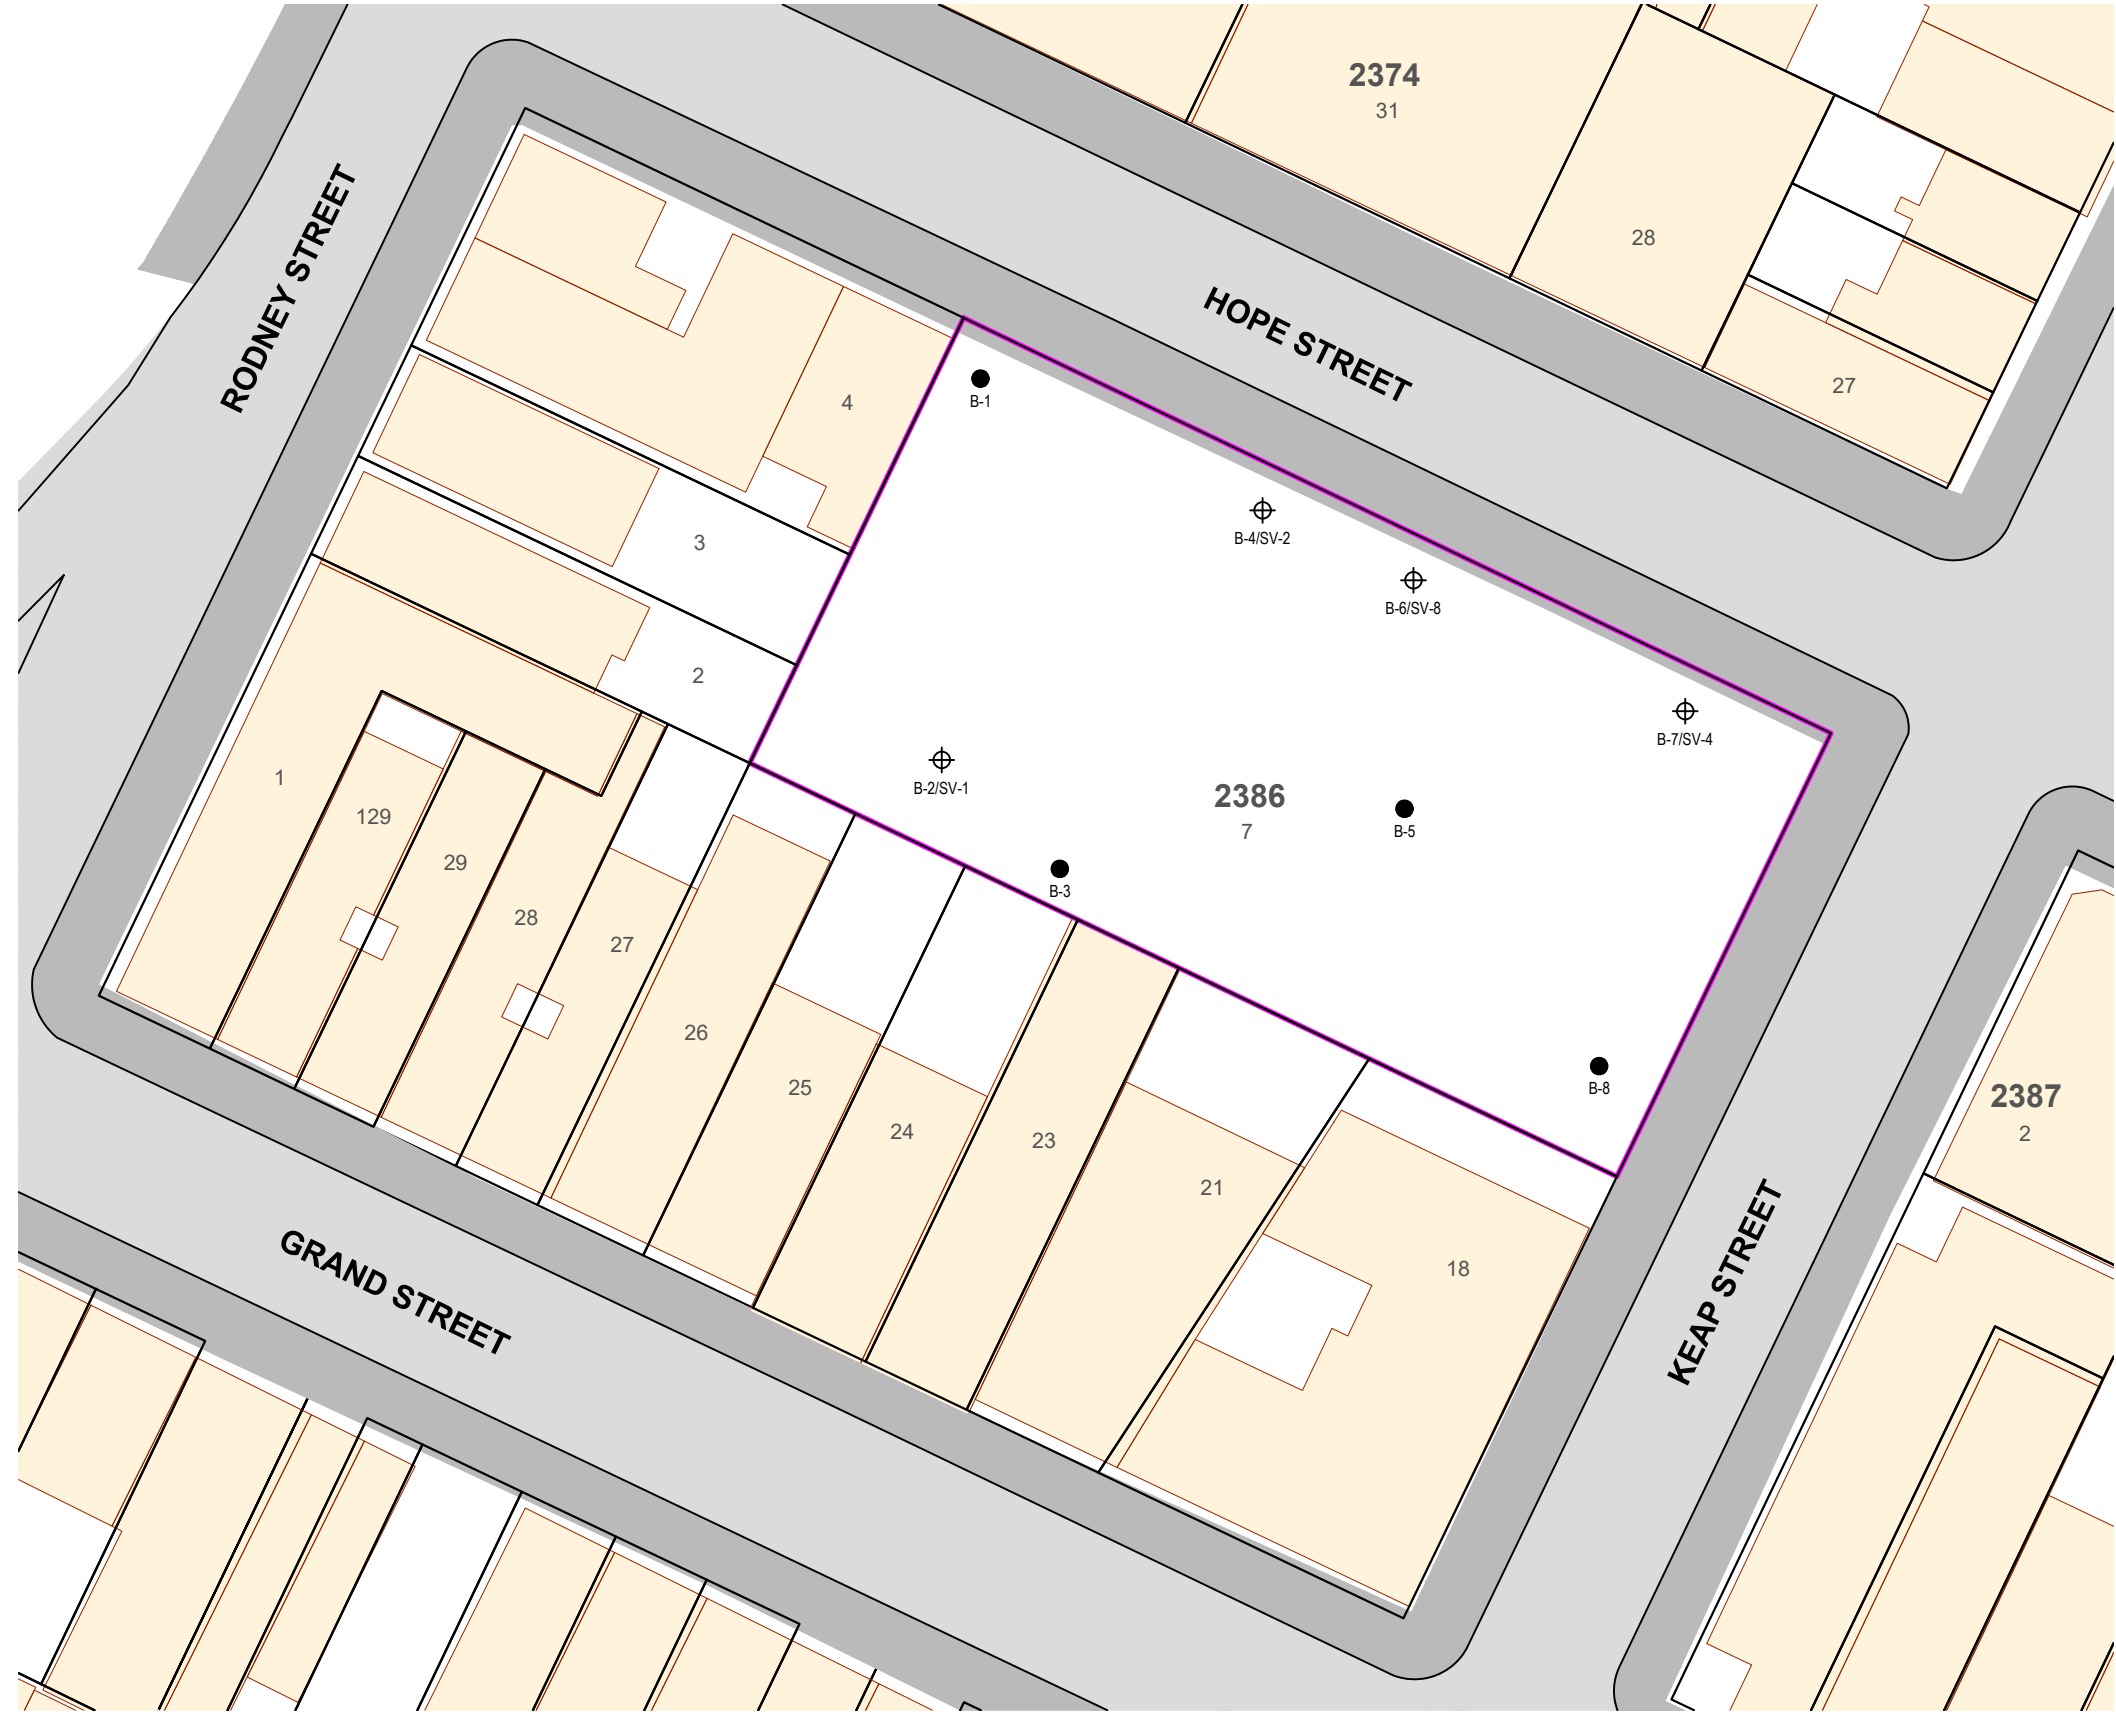 2374
31
28
27
HOPE STREET
RODNEY STREET
4
B-1
3
B-4/SV-2
B-6/SV-8
2
B-7/SV-4
B-2/SV-1
2386
7
B-5
1
129
29
B-3
28
27
26
25
24
23
21
18
B-8
2387
2
GRAND STREET
KEAP STREET